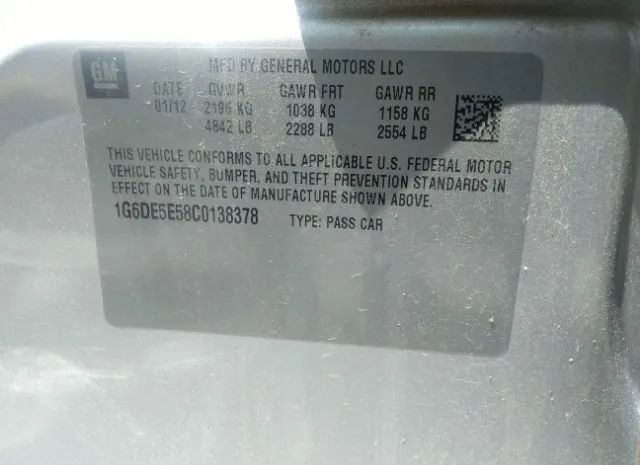 GM
MFD BY GENERAL MOTORS LLC
DATE GVWR GAWR FRT GAWR RR
01/12 2196 KG 1038 KG 1158 KG
4842 LB 2288 LB 2554 LB
THIS VEHICLE CONFORMS TO ALL APPLICABLE U.S. FEDERAL MOTOR
VEHICLE SAFETY, BUMPER, AND THEFT PREVENTION STANDARDS IN
EFFECT ON THE DATE OF MANUFACTURE SHOWN ABOVE.
1G6DE5E58C0138378 TYPE: PASS CAR